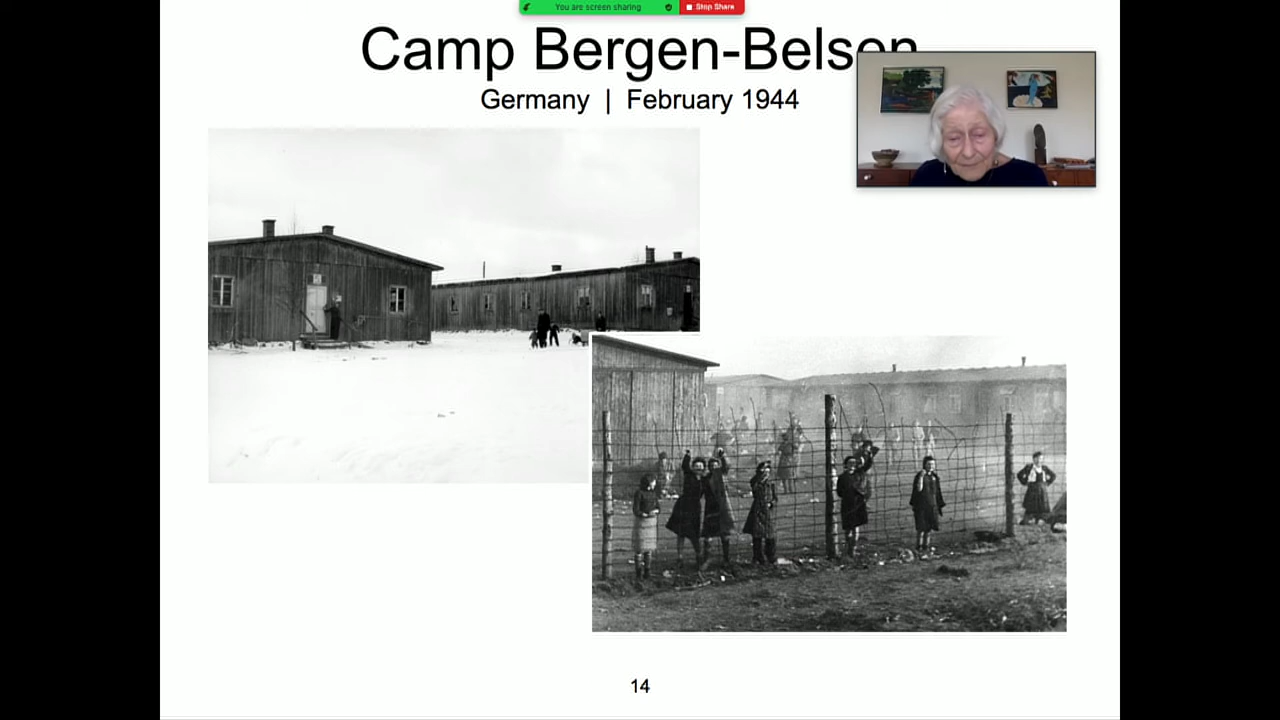 You are screen sharing
Stop Share
Camp Bergen-Belsen
Germany | February 1944
14